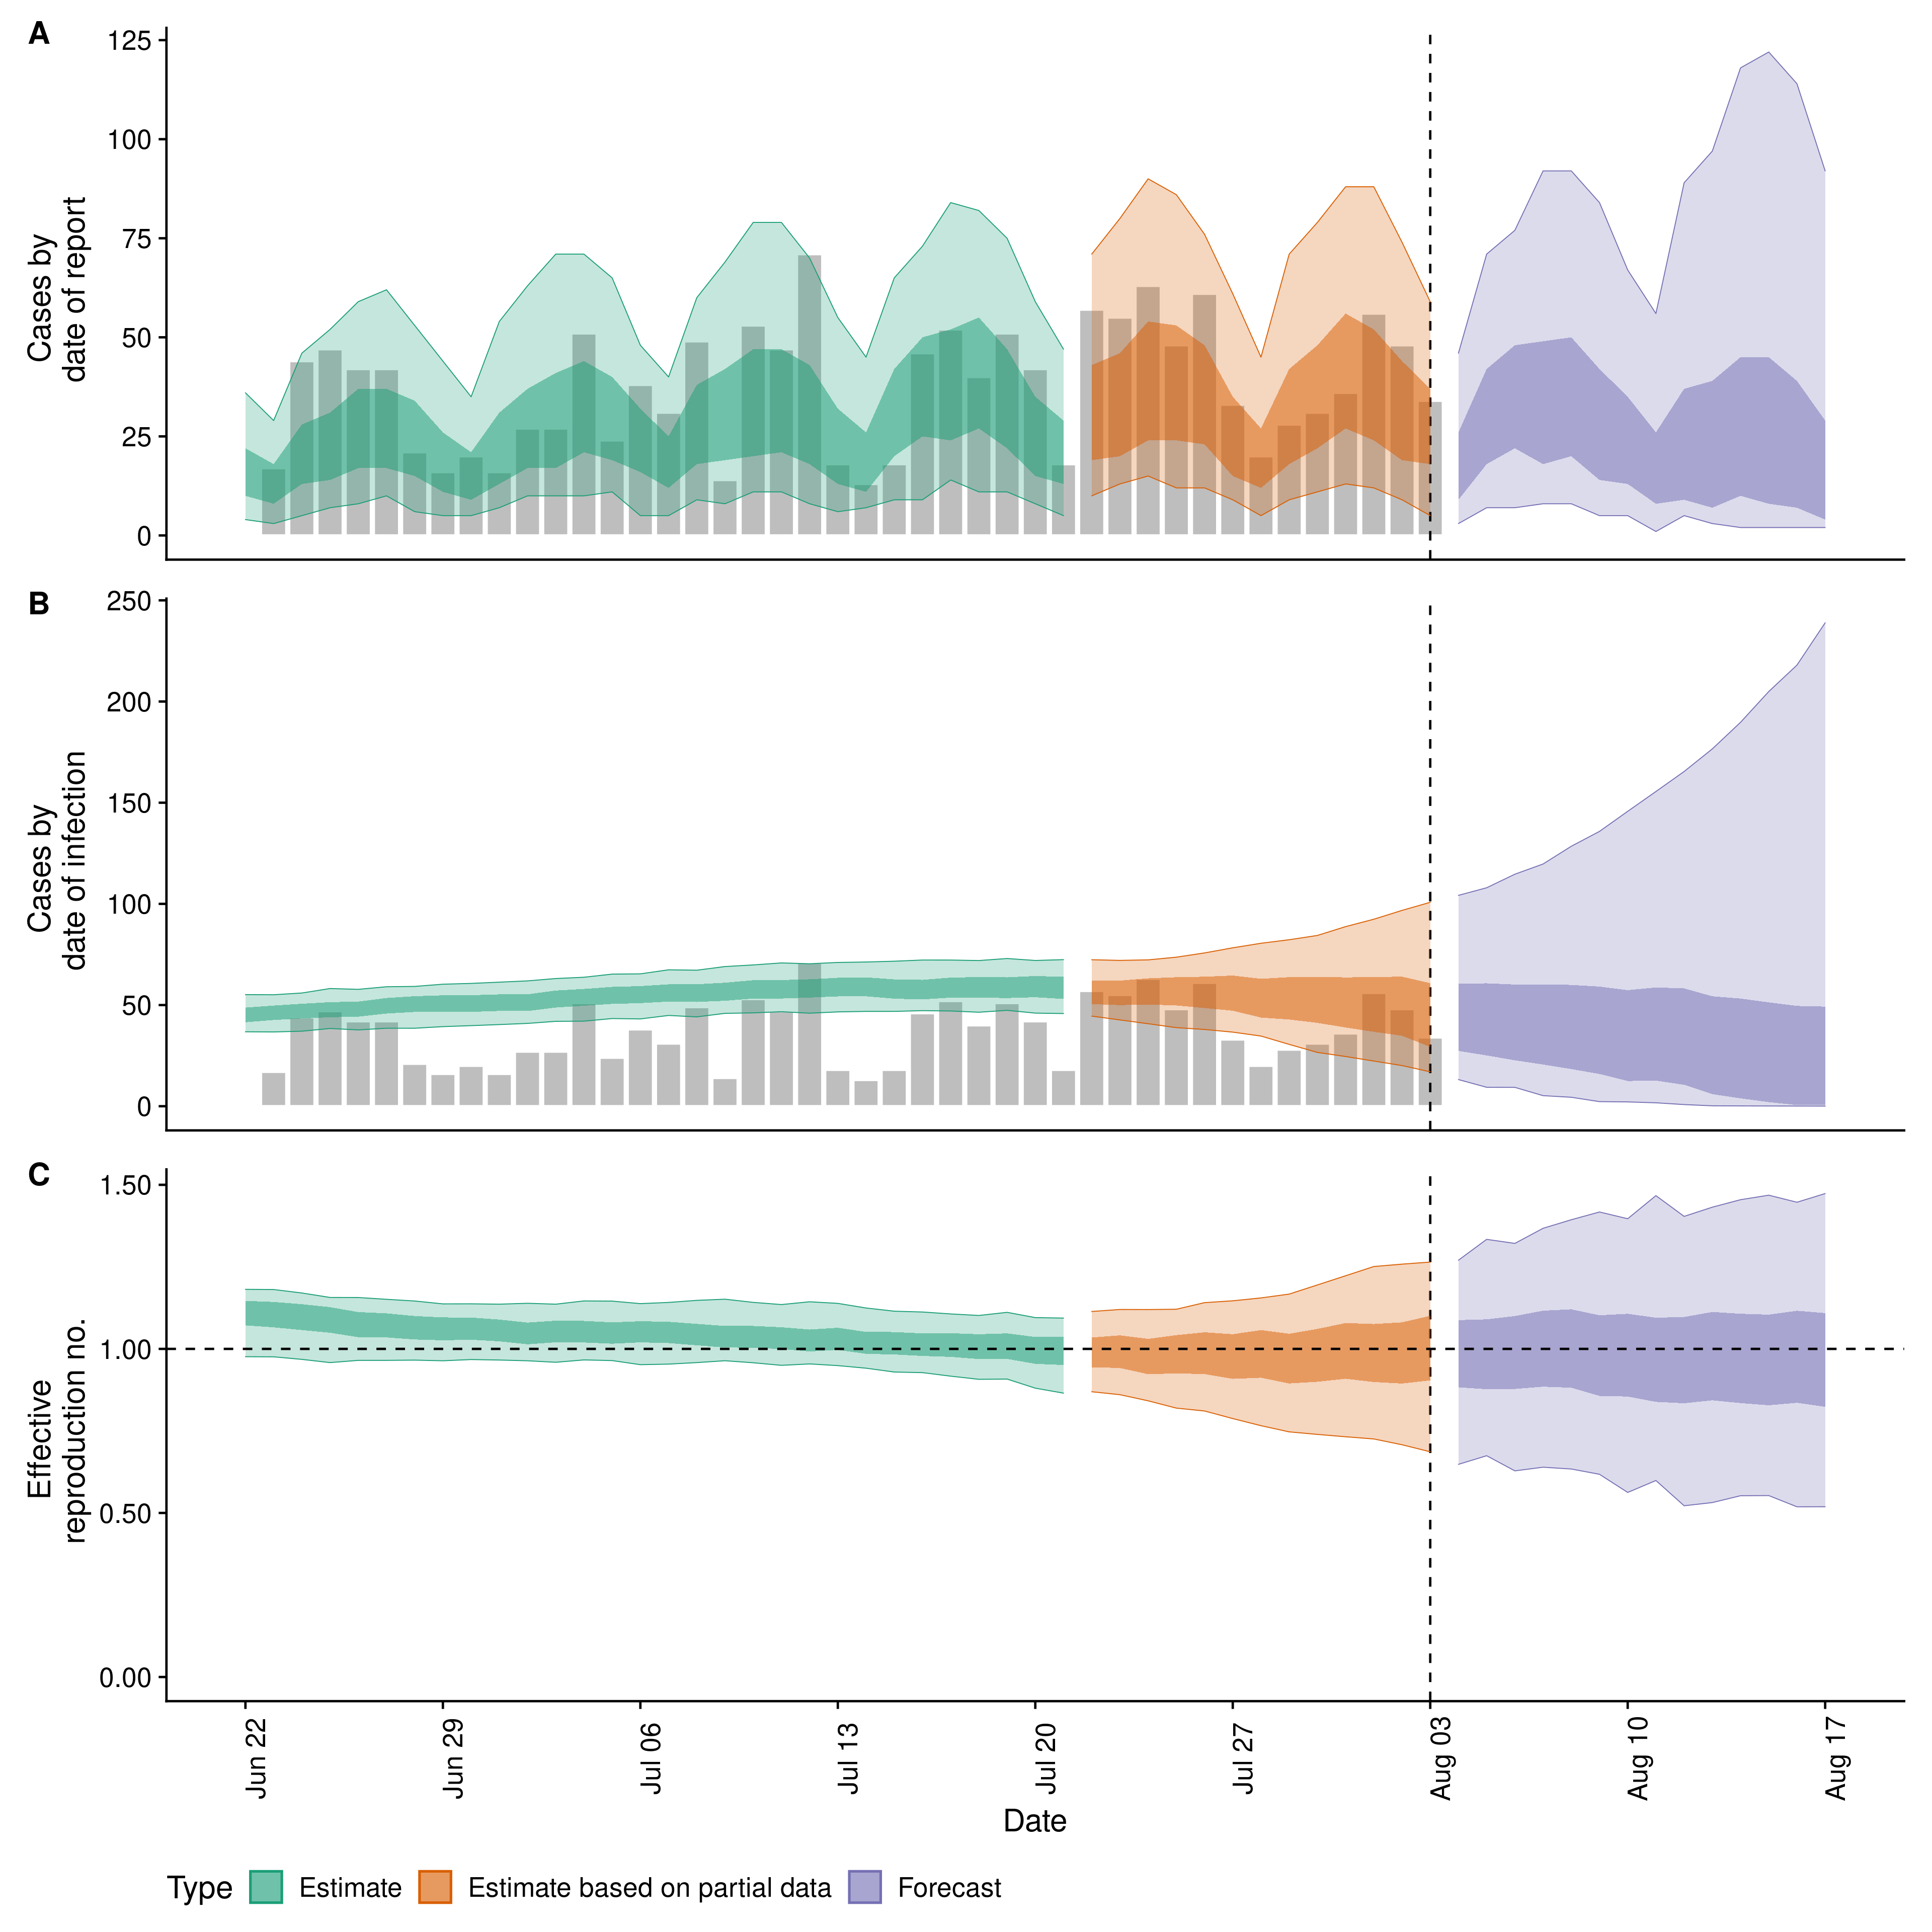 A
125
100
75
50
25
0
Cases by
date of report
B
250
200
150
100
50
0
Cases by
date of infection
C
1.50
1.00
0.50
0.00
Effective
reproduction no.
Jun 22
Jun 29
Jul 06
Jul 13
Jul 20
Jul 27
Aug 03
Aug 10
Aug 17
Date
Type Estimate Estimate based on partial data Forecast